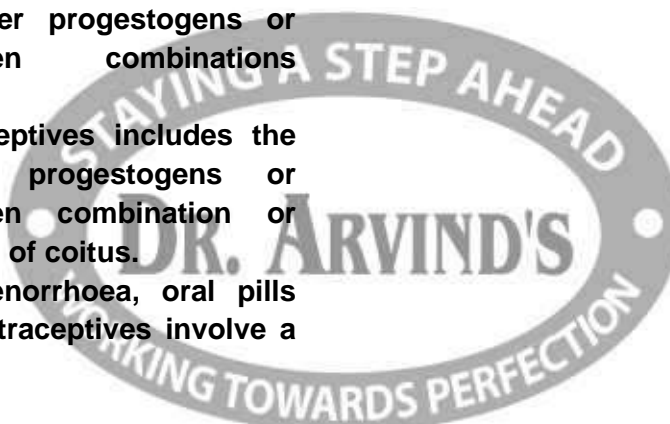 er progestogens or
en combinations
eptives includes the
progestogens or
en combination or
of coitus.
enorrhoea, oral pills
traceptives involve a
STAYING A STEP AHEAD
DR. ARVIND'S
WORKING TOWARDS PERFECTION